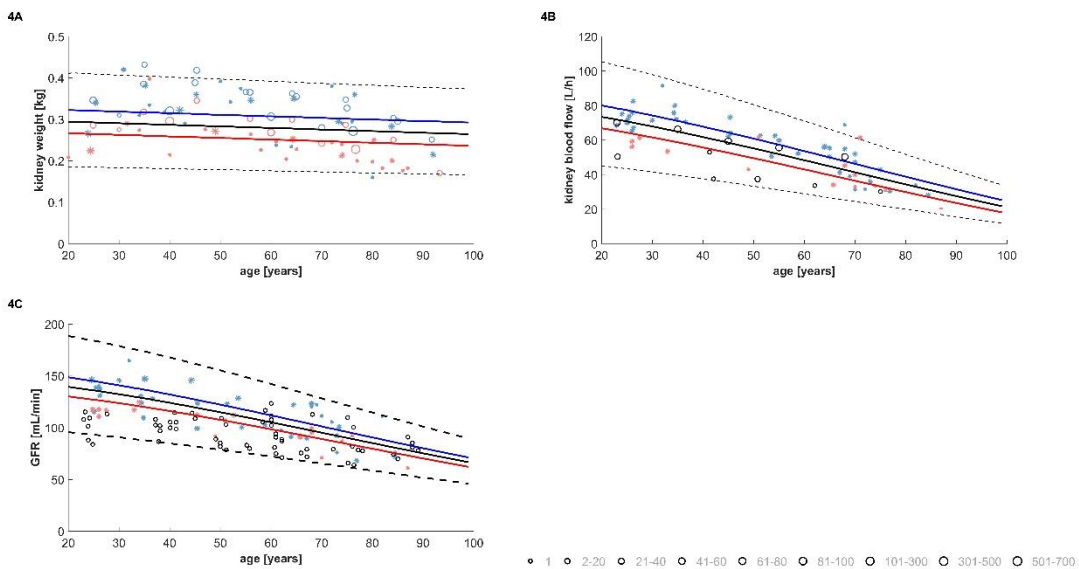 4A
kidney weight [kg]
0.5
0.4
0.3
0.2
0.1
0
20 30 40 50 60 70 80 90 100
age [years]
4B
kidney blood flow [L/h]
120
100
80
60
40
20
0
20 30 40 50 60 70 80 90 100
age [years]
4C
GFR [mL/min]
200
150
100
50
0
20 30 40 50 60 70 80 90 100
age [years]
1 2-20 21-40 41-60 61-80 81-100 101-300 301-500 501-700